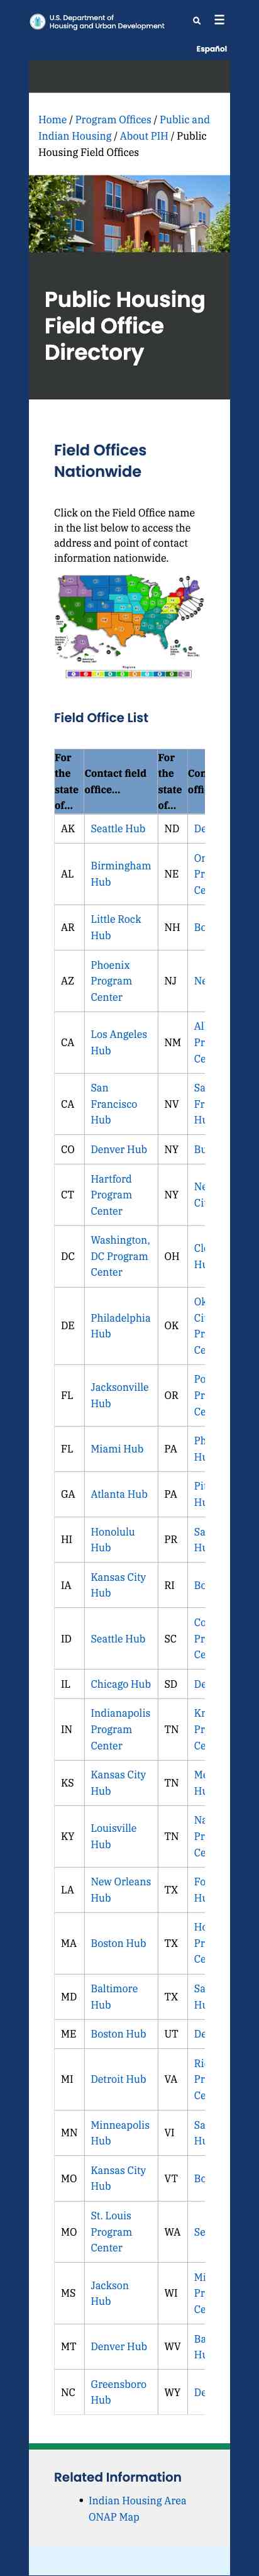 U.S. Department of
Housing and Urban Development
Español
Home / Program Offices / Public and
Indian Housing / About PIH / Public
Housing Field Offices
Public Housing
Field Office
Directory
Field Offices
Nationwide
Click on the Field Office name
in the list below to access the
address and point of contact
information nationwide.
Field Office List
For the state of... Contact field office... For the state of... Con offi
AK Seattle Hub ND De
AL Birmingham Hub NE Or Pr Ce
AR Little Rock Hub NH Bo
AZ Phoenix Program Center NJ Ne
CA Los Angeles Hub NM Al Pr Ce
CA San Francisco Hub NV Sa Fr Hu
CO Denver Hub NY Bu
CT Hartford Program Center NY Ne Ci
DC Washington, DC Program Center OH Cl Hu
DE Philadelphia Hub OK Ok Ci Pr Ce
FL Jacksonville Hub OR Po Pr Ce
FL Miami Hub PA Ph Hu
GA Atlanta Hub PA Pi Hu
HI Honolulu Hub PR Sa Hu
IA Kansas City Hub RI Bo
ID Seattle Hub SC Co Pr Ce
IL Chicago Hub SD De
IN Indianapolis Program Center TN Kn Pr Ce
KS Kansas City Hub TN Me Hu
KY Louisville Hub TN Na Pr Ce
LA New Orleans Hub TX Fo Hu
MA Boston Hub TX Ho Pr Ce
MD Baltimore Hub TX Sa Hu
ME Boston Hub UT De
MI Detroit Hub VA Ri Pr Ce
MN Minneapolis Hub VI Sa Hu
MO Kansas City Hub VT Bo
MO St. Louis Program Center WA Se
MS Jackson Hub WI Mi Pr Ce
MT Denver Hub WV Ba Hu
NC Greensboro Hub WY De
Related Information
• Indian Housing Area
ONAP Map